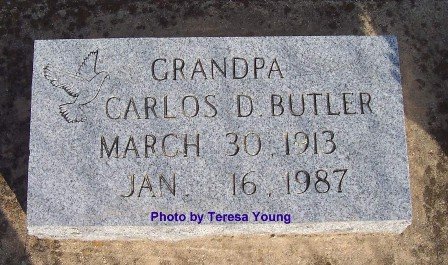 GRANDPA
CARLOS D. BUTLER
MARCH 30, 1913
JAN. 16, 1987
Photo by Teresa Young